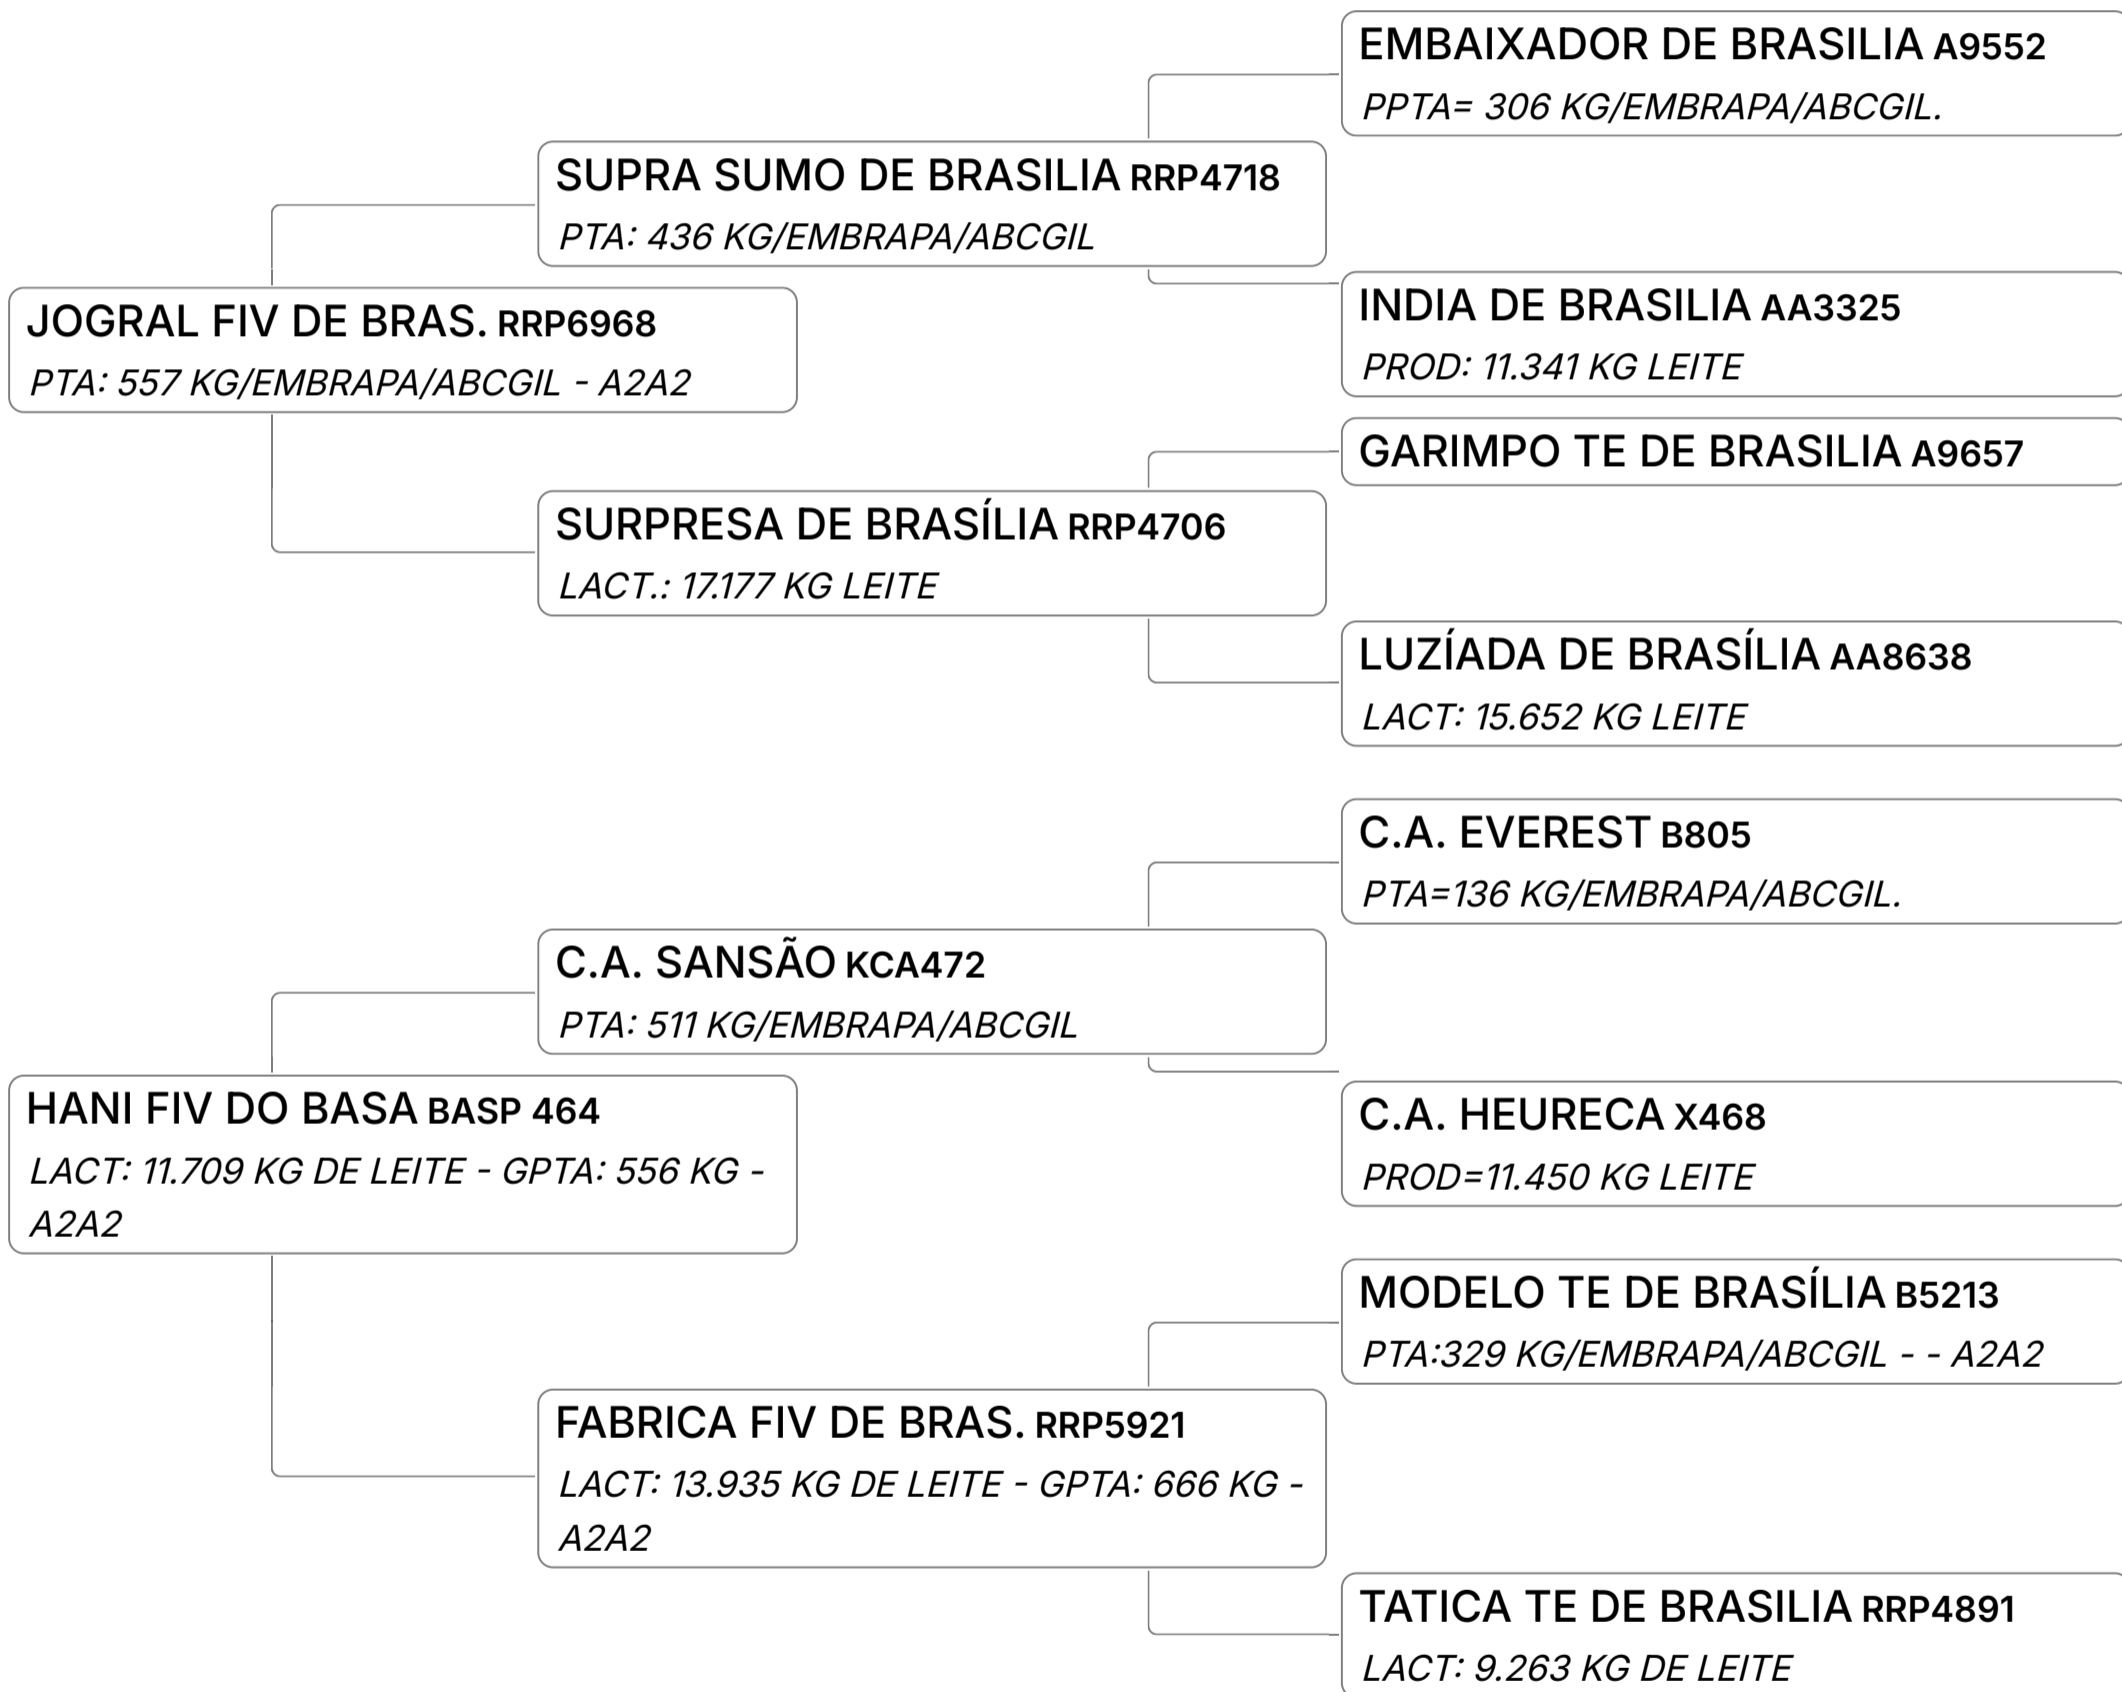 EMBAIXADOR DE BRASILIA A9552
PPTA= 306 KG/EMBRAPA/ABCGIL.
SUPRA SUMO DE BRASILIA RRP4718
PTA: 436 KG/EMBRAPA/ABCGIL
INDIA DE BRASILIA AA3325
PROD: 11.341 KG LEITE
JOGRAL FIV DE BRAS. RRP6968
PTA: 557 KG/EMBRAPA/ABCGIL - A2A2
GARIMPO TE DE BRASILIA A9657
SURPRESA DE BRASÍLIA RRP4706
LACT.: 17.177 KG LEITE
LUZÍADA DE BRASÍLIA AA8638
LACT: 15.652 KG LEITE
C.A. EVEREST B805
PTA=136 KG/EMBRAPA/ABCGIL.
C.A. SANSÃO KCA472
PTA: 511 KG/EMBRAPA/ABCGIL
C.A. HEURECA X468
PROD=11.450 KG LEITE
HANI FIV DO BASA BASP 464
LACT: 11.709 KG DE LEITE - GPTA: 556 KG -
A2A2
MODELO TE DE BRASÍLIA B5213
PTA:329 KG/EMBRAPA/ABCGIL - - A2A2
FABRICA FIV DE BRAS. RRP5921
LACT: 13.935 KG DE LEITE - GPTA: 666 KG -
A2A2
TATICA TE DE BRASILIA RRP4891
LACT: 9.263 KG DE LEITE